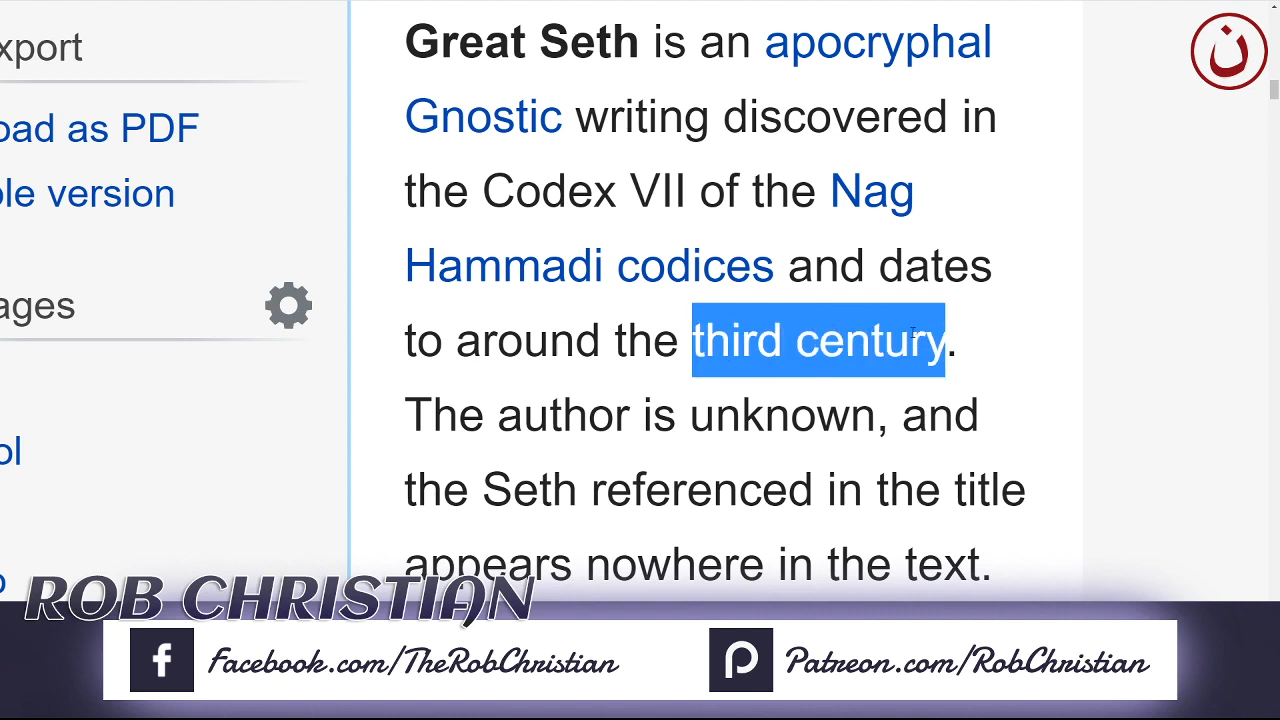 xport
oad as PDF
ole version
ages
ol
Great Seth is an apocryphal
Gnostic writing discovered in
the Codex VII of the Nag
Hammadi codices and dates
to around the third century.
The author is unknown, and
the Seth referenced in the title
appears nowhere in the text.
ن
ROB CHRISTIAN
Facebook.com/TheRobChristian
Patreon.com/RobChristian